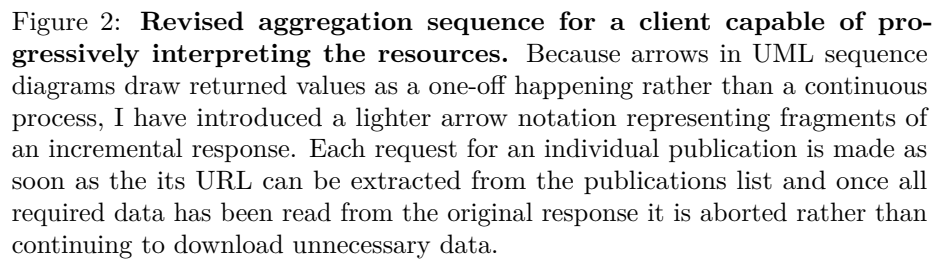 Figure 2: Revised aggregation sequence for a client capable of pro-
gressively interpreting the resources. Because arrows in UML sequence
diagrams draw returned values as a one-off happening rather than a continuous
process, I have introduced a lighter arrow notation representing fragments of
an incremental response. Each request for an individual publication is made as
soon as the its URL can be extracted from the publications list and once all
required data has been read from the original response it is aborted rather than
continuing to download unnecessary data.